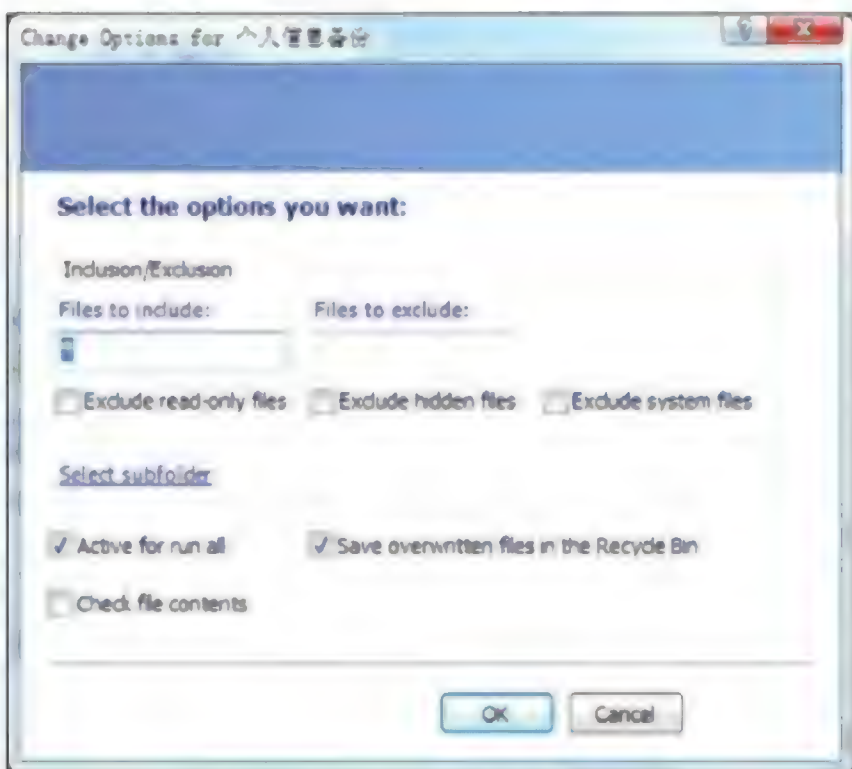 Change Options for 个人
Select the options you want:
Inclusion/Exclusion
Files to include: Files to exclude:
Exclude read-only files Exclude hidden files Exclude system files
Select subfolder
Active for run all Save overwritten files in the Recycle Bin
Check file contents
OK Cancel